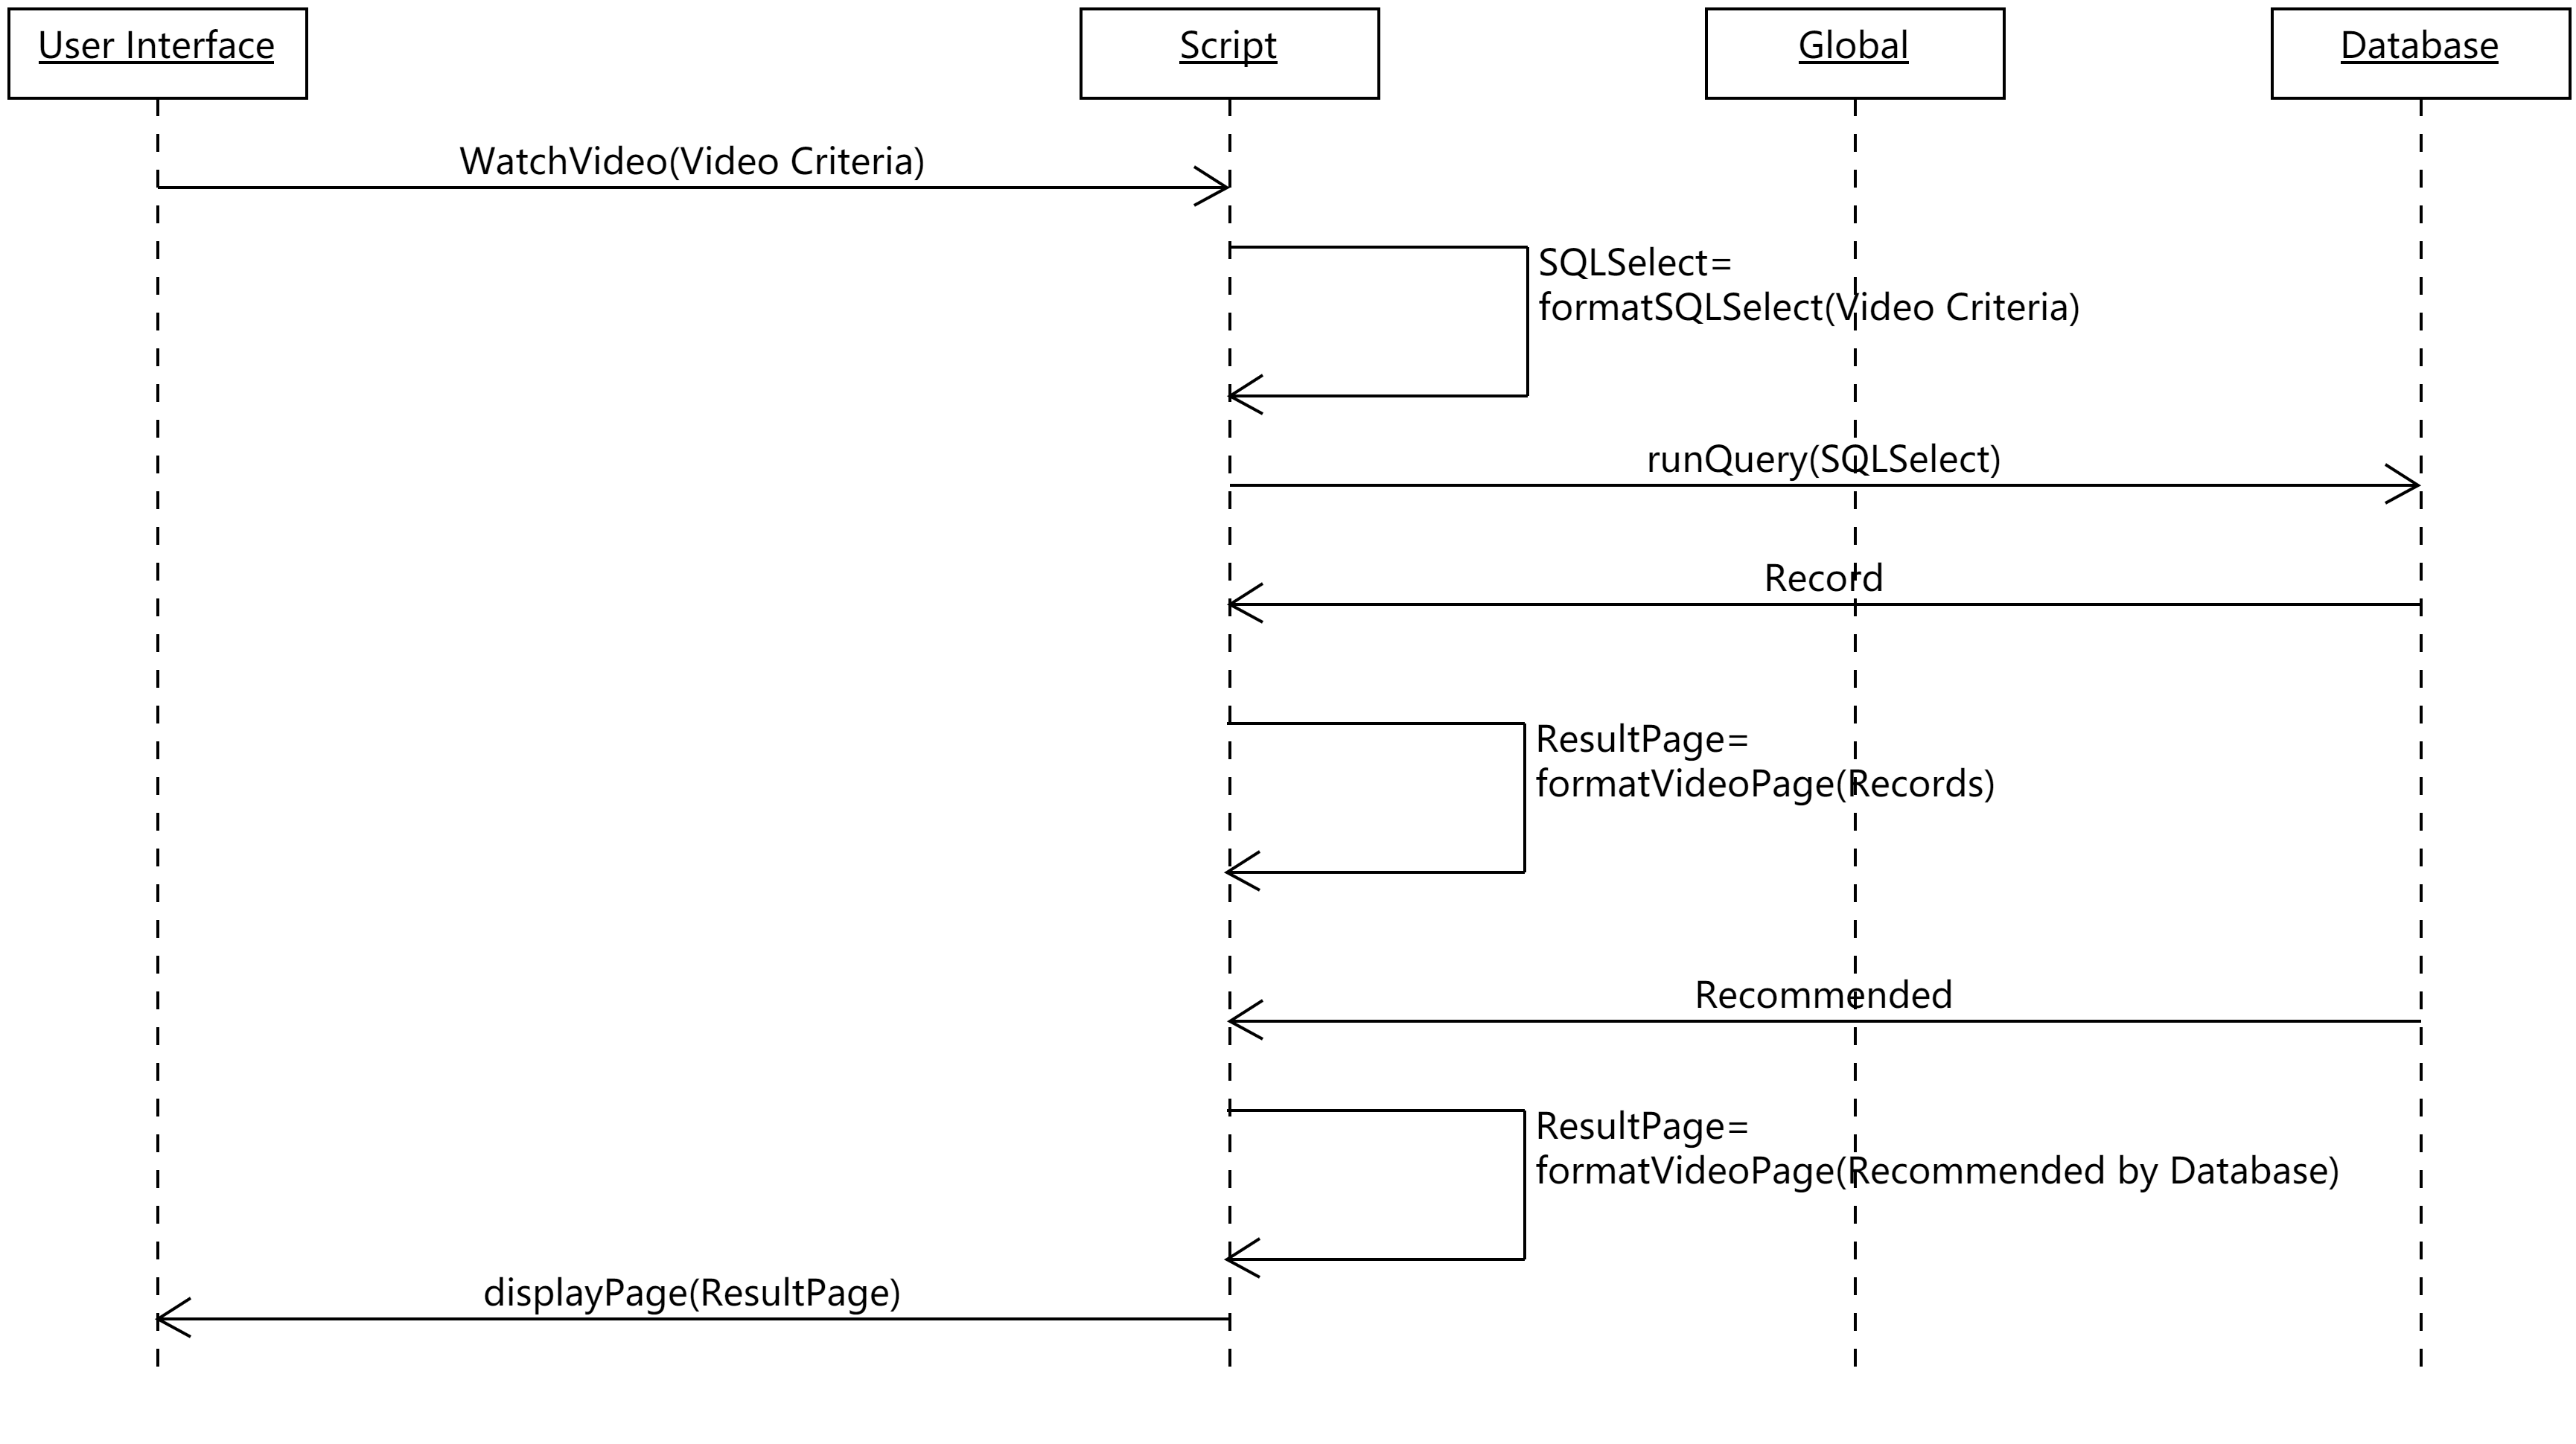 User Interface
Script
Global
Database
WatchVideo(Video Criteria)
SQLSelect=
formatSQLSelect(Video Criteria)
runQuery(SQLSelect)
Record
ResultPage=
formatVideoPage(Records)
Recommended
ResultPage=
formatVideoPage(Recommended by Database)
displayPage(ResultPage)